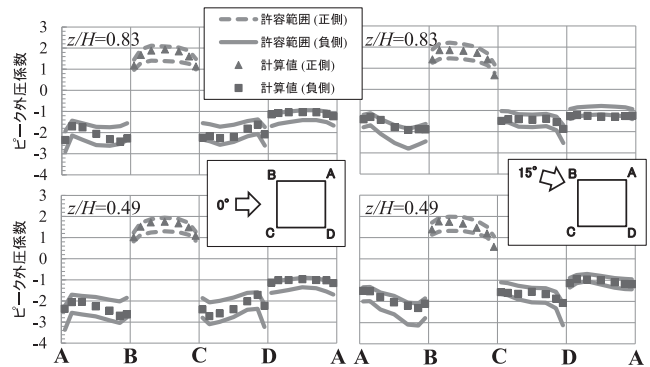 許容範囲 (正側)
許容範囲 (負側)
計算値 (正側)
計算値 (負側)
z/H=0.83
z/H=0.83
ピーク外圧係数
3
2
1
0
-1
-2
-3
-4
B A
0°
C D
15°
B A
C D
z/H=0.49
z/H=0.49
ピーク外圧係数
3
2
1
0
-1
-2
-3
-4
A B C D A
A B C D A